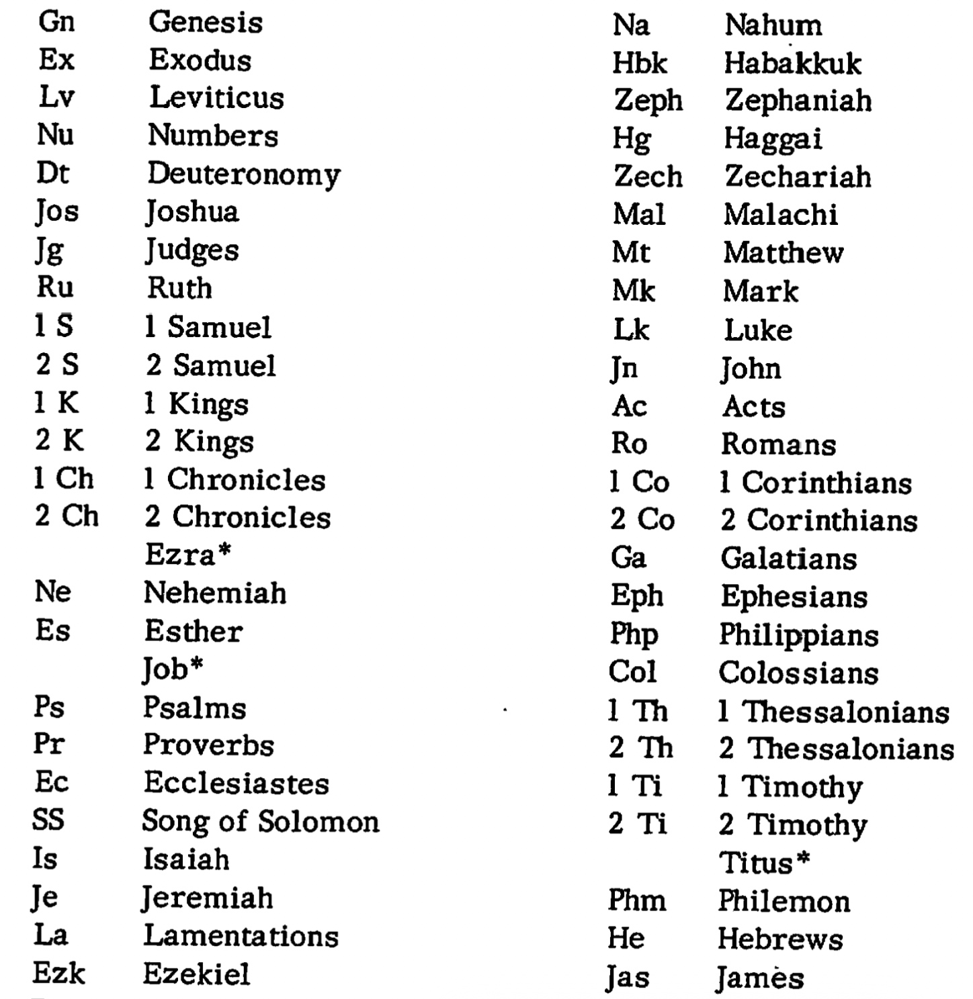 Gn Genesis
Ex Exodus
Lv Leviticus
Nu Numbers
Dt Deuteronomy
Jos Joshua
Jg Judges
Ru Ruth
1 S 1 Samuel
2 S 2 Samuel
1 K 1 Kings
2 K 2 Kings
1 Ch 1 Chronicles
2 Ch 2 Chronicles
Ezra*
Ne Nehemiah
Es Esther
Job*
Ps Psalms
Pr Proverbs
Ec Ecclesiastes
SS Song of Solomon
Is Isaiah
Je Jeremiah
La Lamentations
Ezk Ezekiel
Na Nahum
Hbk Habakkuk
Zeph Zephaniah
Hg Haggai
Zech Zechariah
Mal Malachi
Mt Matthew
Mk Mark
Lk Luke
Jn John
Ac Acts
Ro Romans
1 Co 1 Corinthians
2 Co 2 Corinthians
Ga Galatians
Eph Ephesians
Php Philippians
Col Colossians
1 Th 1 Thessalonians
2 Th 2 Thessalonians
1 Ti 1 Timothy
2 Ti 2 Timothy
Titus*
Phm Philemon
He Hebrews
Jas James